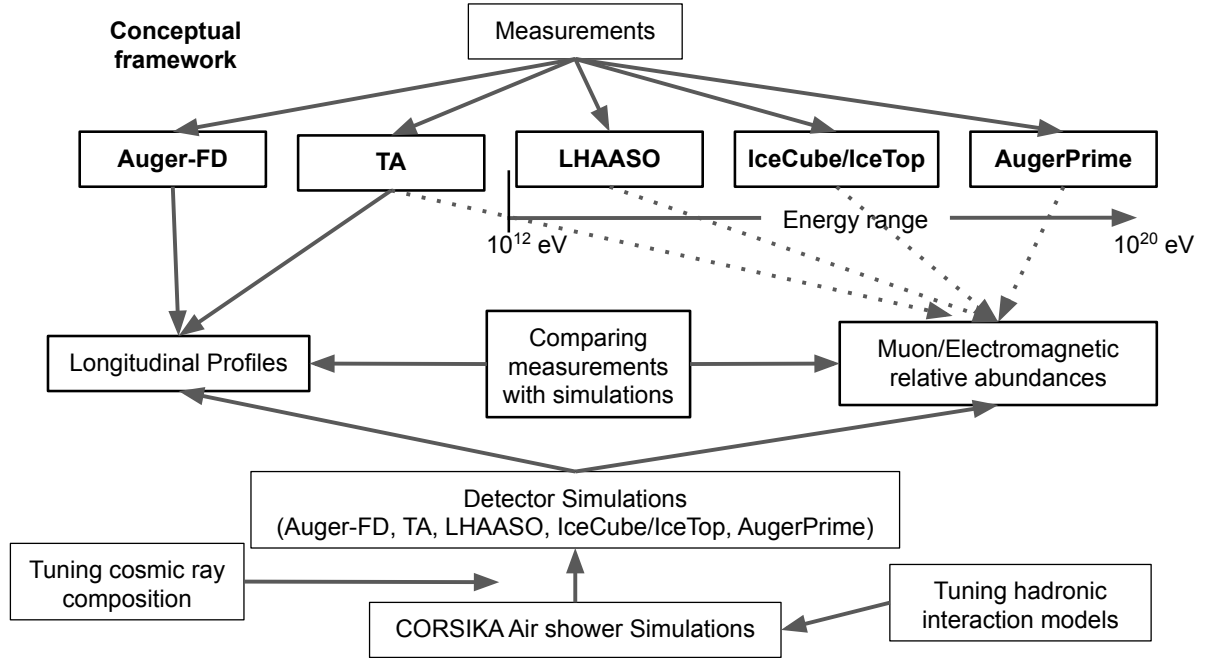 Conceptual
framework
Measurements
Auger-FD
TA
LHAASO
IceCube/IceTop
AugerPrime
Energy range
10¹² eV
10²⁰ eV
Longitudinal Profiles
Comparing
measurements
with simulations
Muon/Electromagnetic
relative abundances
Detector Simulations
(Auger-FD, TA, LHAASO, IceCube/IceTop, AugerPrime)
Tuning cosmic ray
composition
CORSIKA Air shower Simulations
Tuning hadronic
interaction models